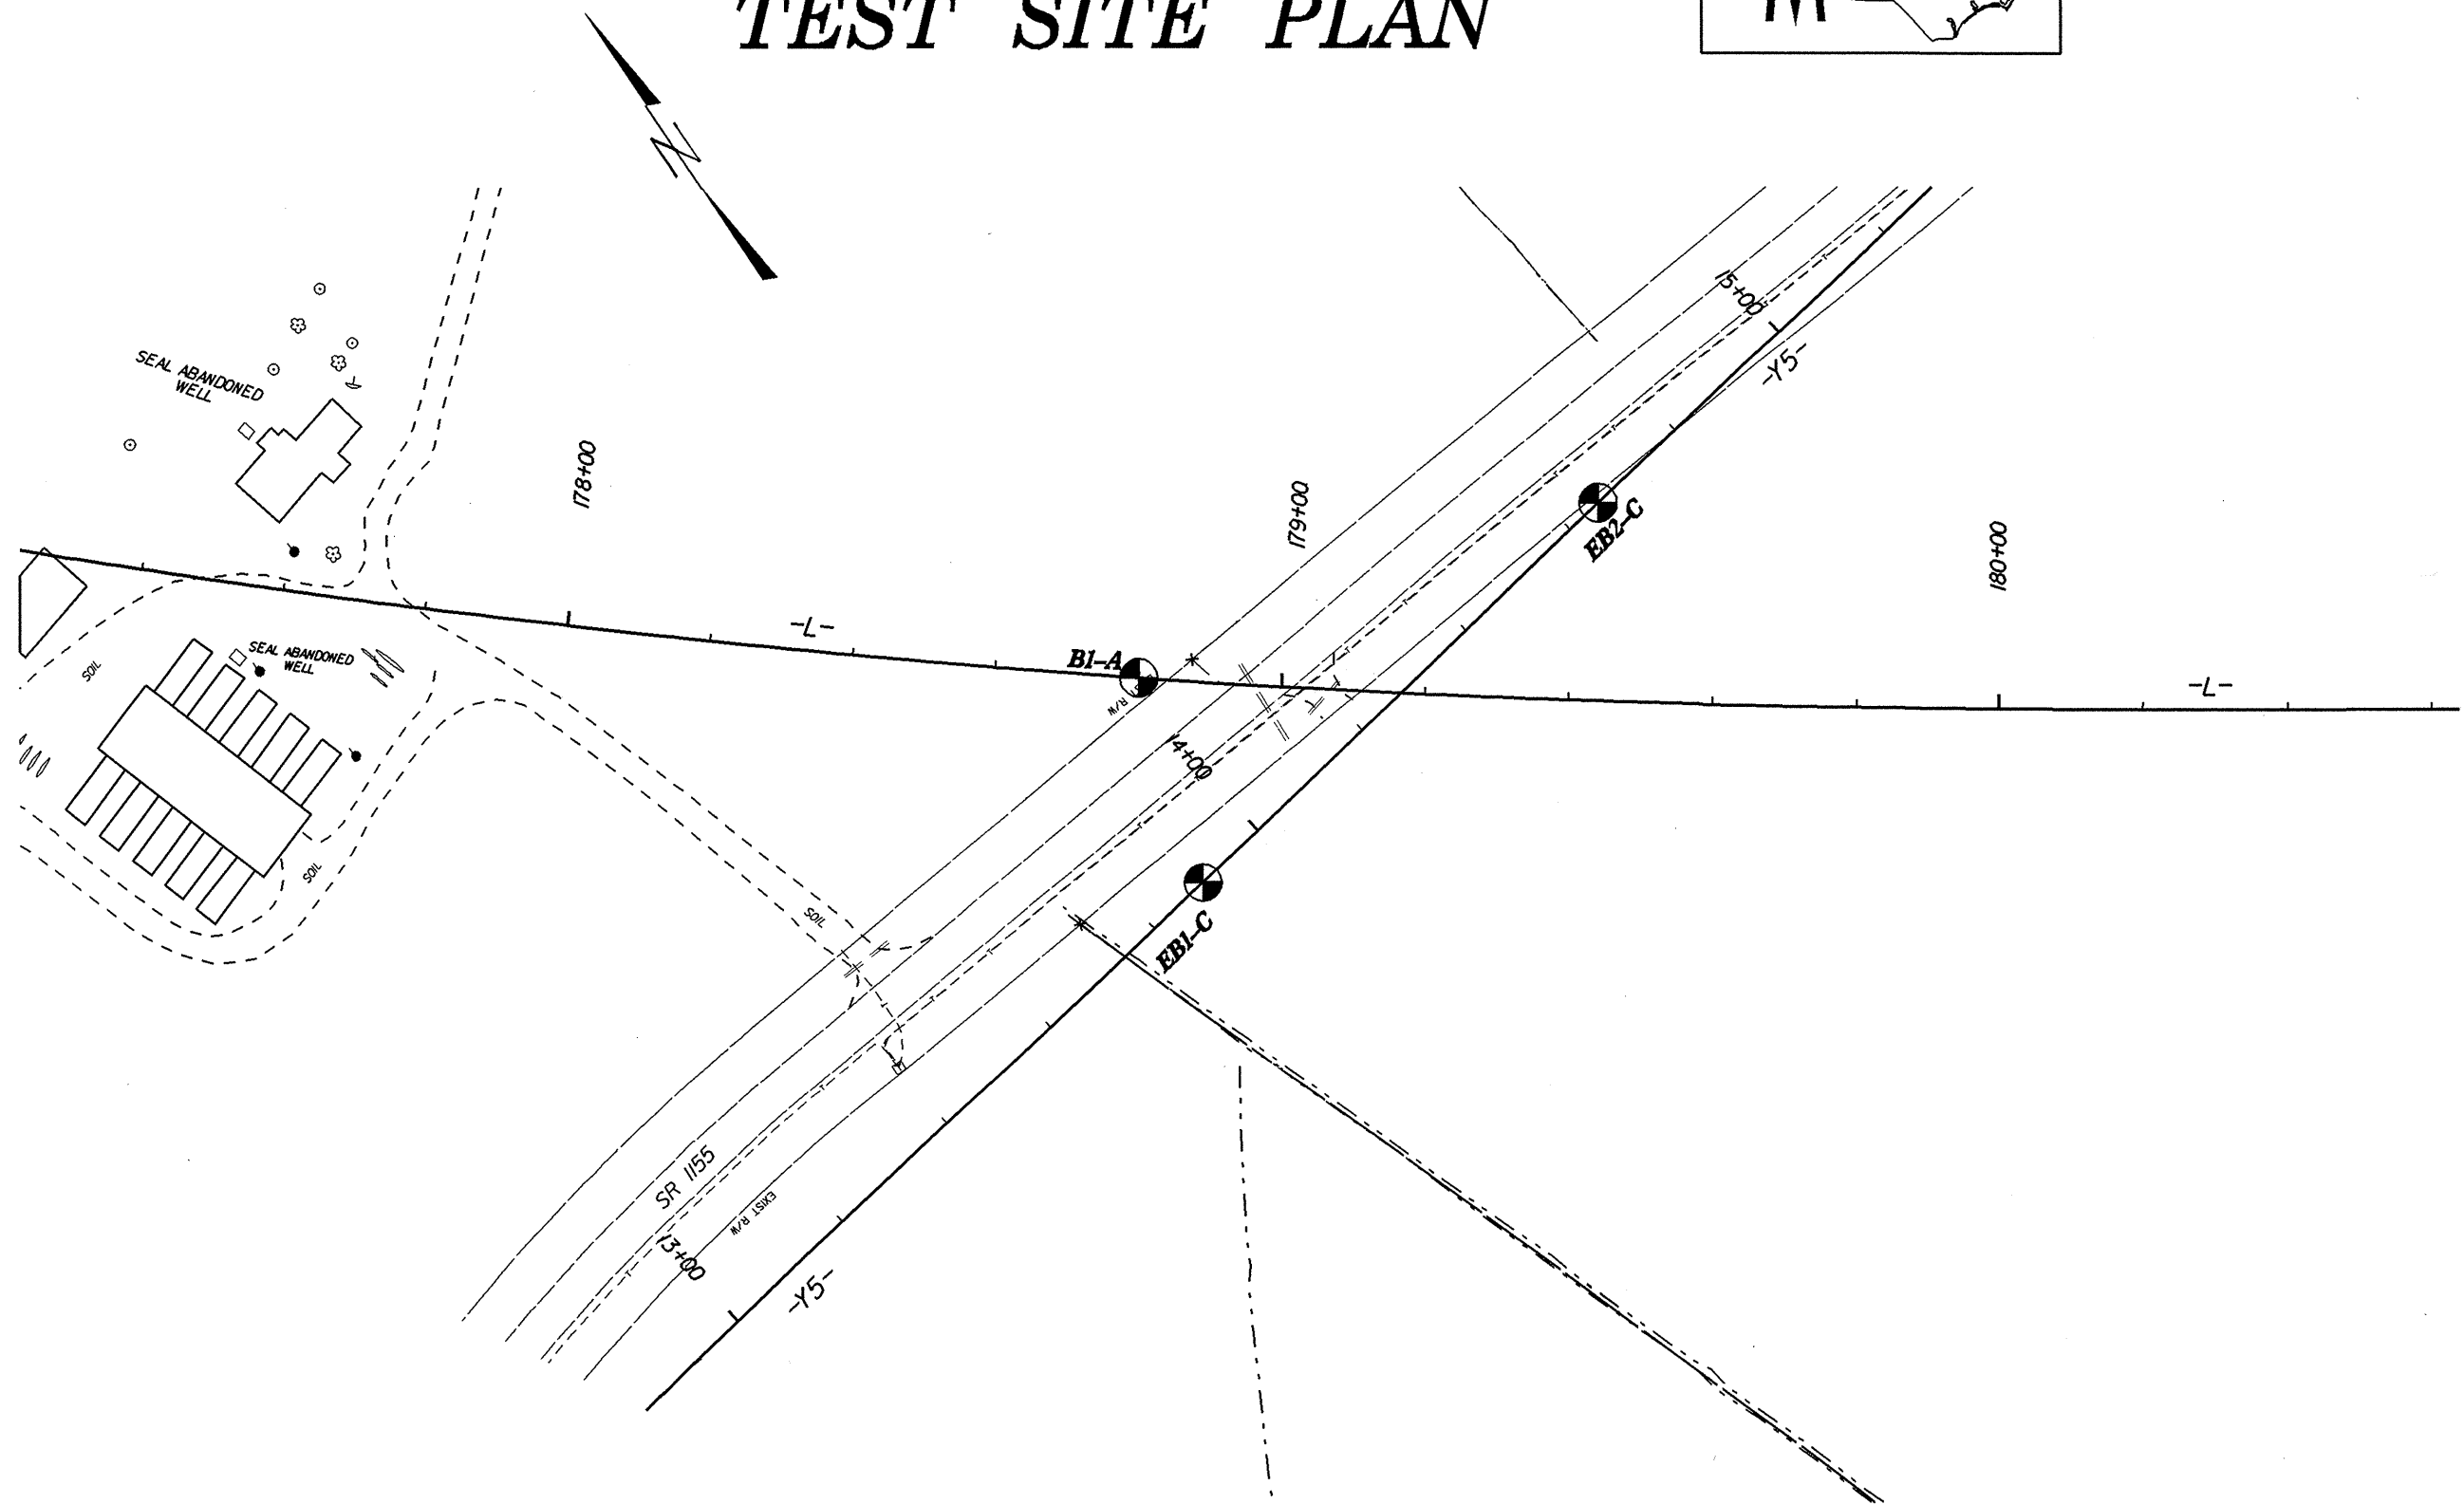 TEST SITE PLAN
N
15+00
-Y5-
SEAL ABANDONED
WELL
178+00
179+00
EB2-C
180+00
-L-
B1-A
SEAL ABANDONED
WELL
SOIL
R/W
-L-
14+00
SOIL
SOIL
EB1-C
SR 1155
EXIST R/W
13+00
-Y5-